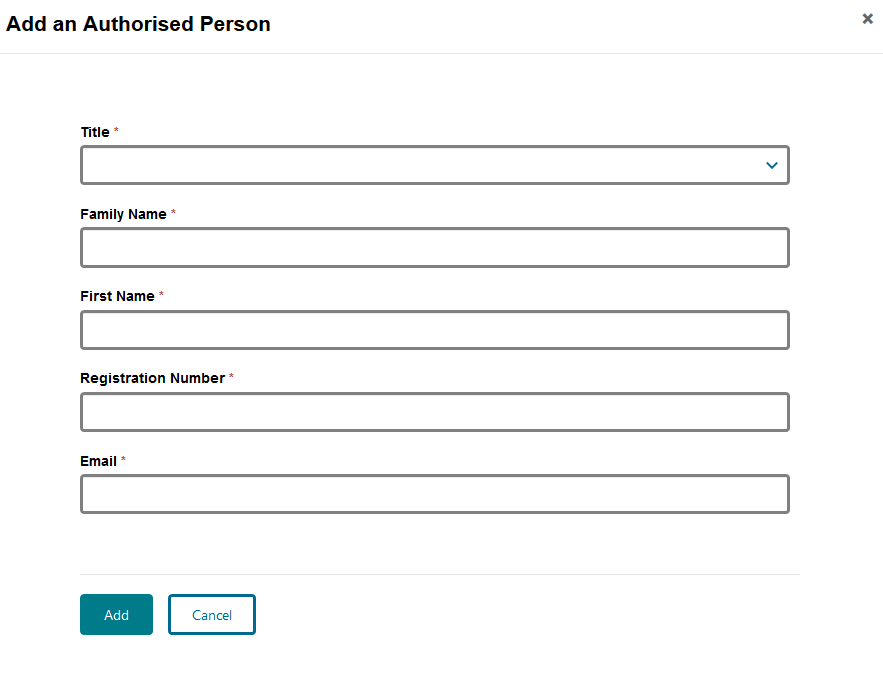 Add an Authorised Person
Title *
Family Name *
First Name *
Registration Number *
Email *
Add
Cancel